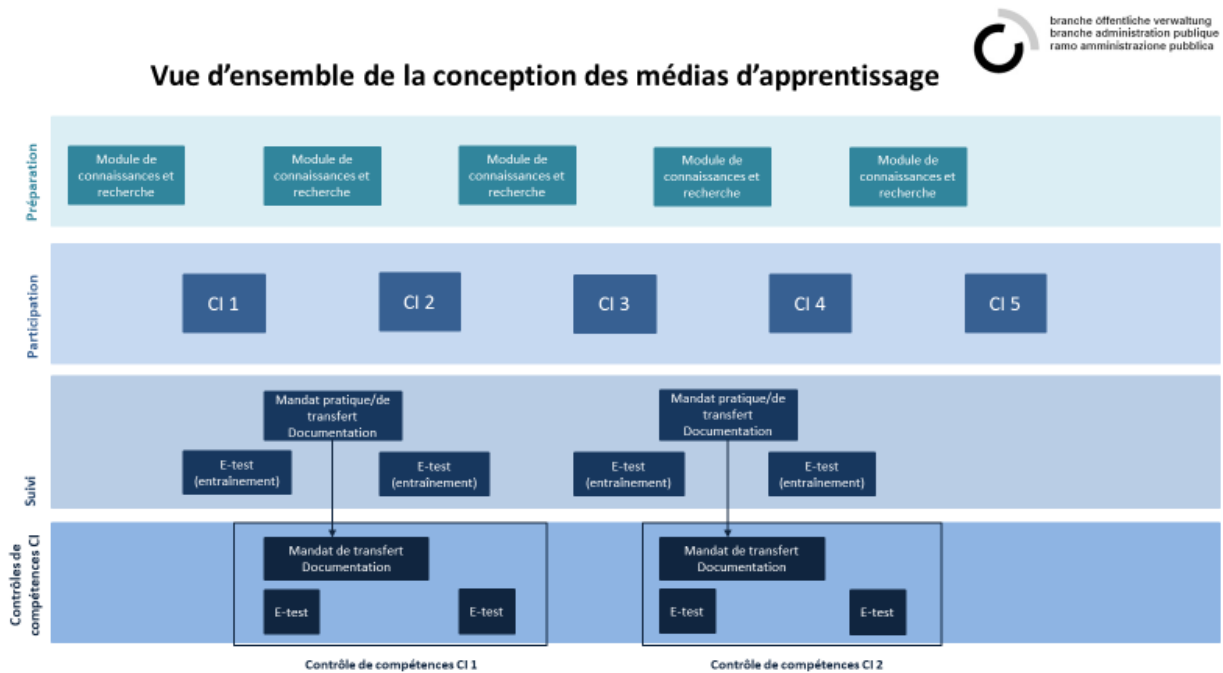 branche öffentliche verwaltung
branche administration publique
ramo amministrazione pubblica
Vue d'ensemble de la conception des médias d'apprentissage
Préparation
Module de
connaissances et
recherche
Module de
connaissances et
recherche
Module de
connaissances et
recherche
Module de
connaissances et
recherche
Module de
connaissances et
recherche
Participation
CI 1
CI 2
CI 3
CI 4
CI 5
Suivi
Mandat pratique/de
transfert
Documentation
Mandat pratique/de
transfert
Documentation
E-test
(entraînement)
E-test
(entraînement)
E-test
(entraînement)
E-test
(entraînement)
Contrôles de
compétences CI
Mandat de transfert
Documentation
Mandat de transfert
Documentation
E-test
E-test
E-test
E-test
Contrôle de compétences CI 1
Contrôle de compétences CI 2